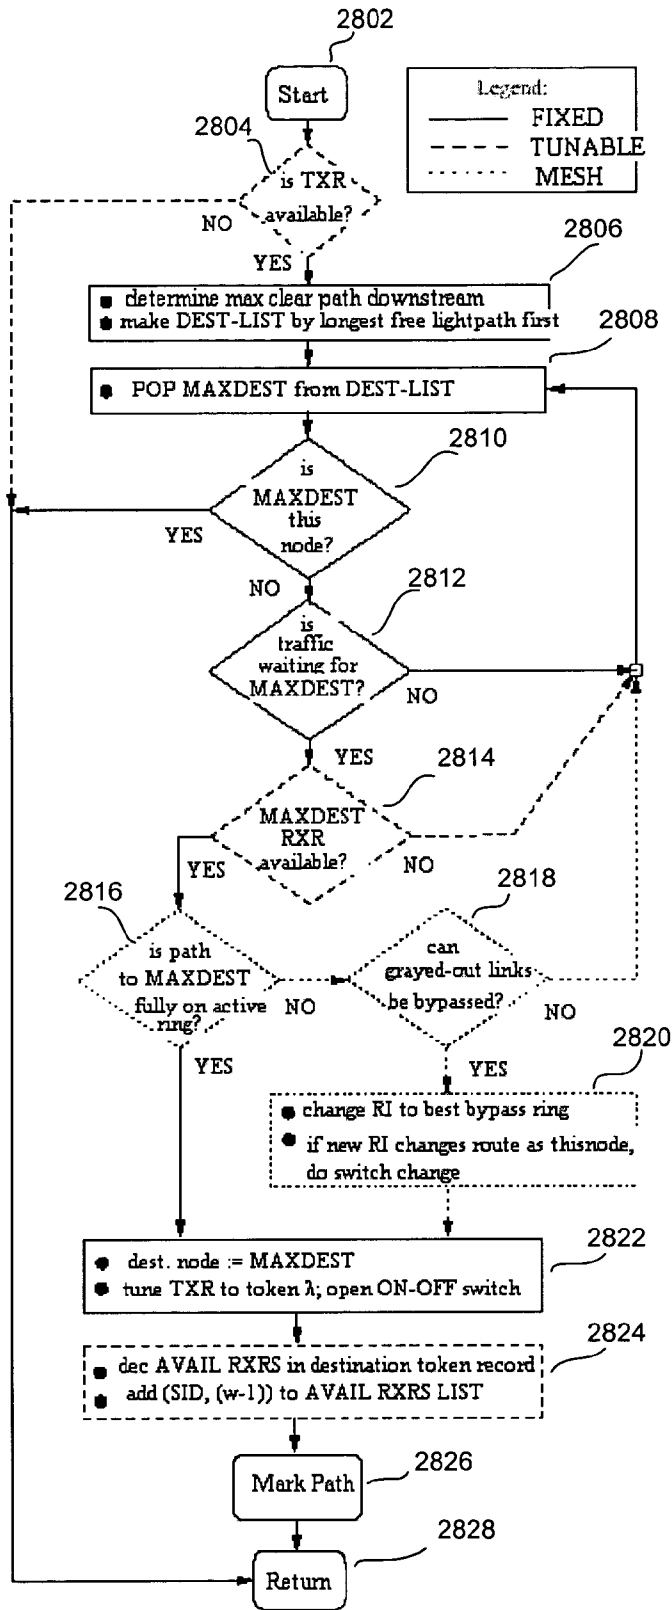 2802
Start
Legend:
FIXED
TUNABLE
MESH
2804
is TXR
available?
NO
YES
2806
determine max clear path downstream
make DEST-LIST by longest free lightpath first
2808
POP MAXDEST from DEST-LIST
2810
is
MAXDEST
this
node?
YES
NO
2812
is
traffic
waiting for
MAXDEST?
NO
YES
2814
MAXDEST
RXR
available?
NO
YES
2816
is path
to MAXDEST
fully on active
ring?
NO
YES
2818
can
grayed-out links
be bypassed?
NO
YES
2820
change RI to best bypass ring
if new RI changes route as thisnode,
do switch change
2822
dest. node := MAXDEST
tune TXR to token λ; open ON-OFF switch
2824
dec AVAIL RXRS in destination token record
add (SID, (w-1)) to AVAIL RXRS LIST
2826
Mark Path
2828
Return